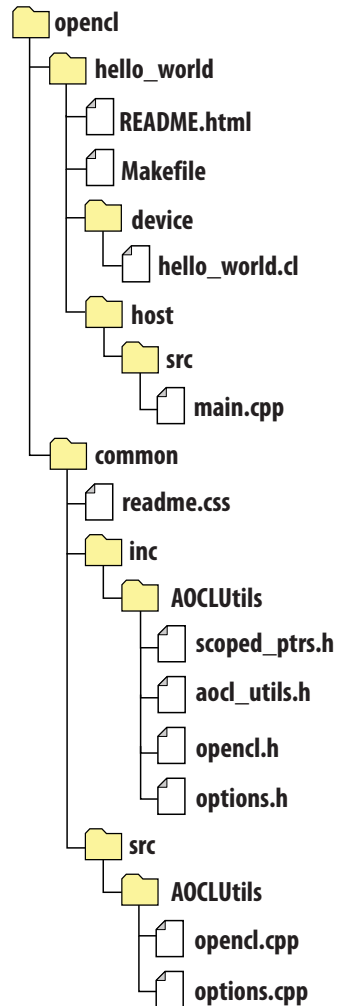 opencl
hello_world
README.html
Makefile
device
hello_world.cl
host
src
main.cpp
common
readme.css
inc
AOCLUtils
scoped_ptrs.h
aocl_utils.h
opencl.h
options.h
src
AOCLUtils
opencl.cpp
options.cpp